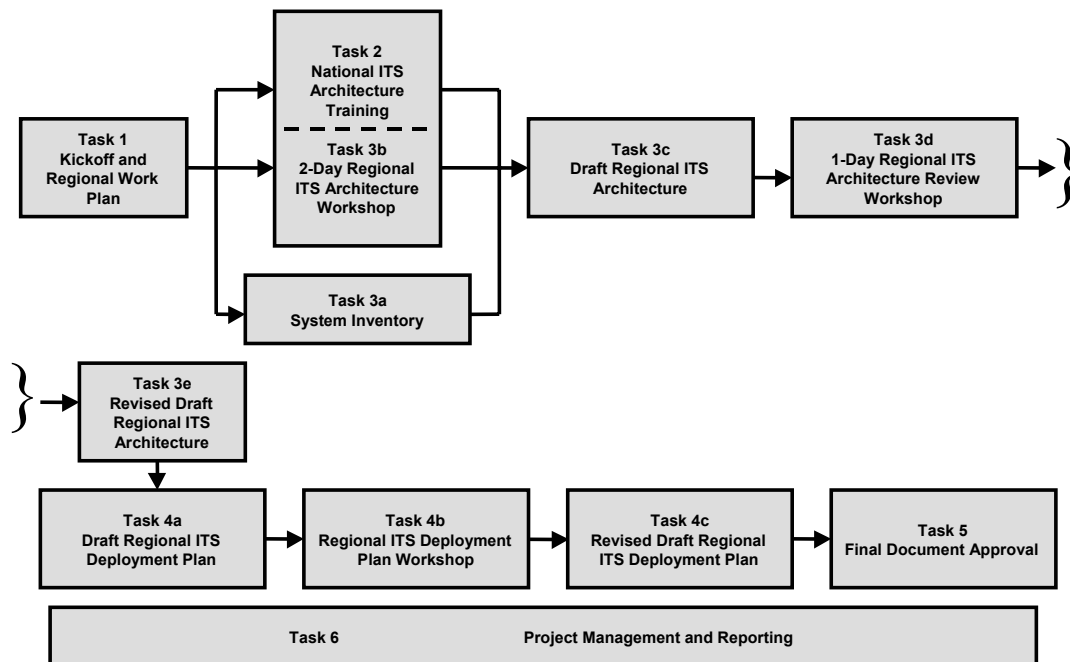 Task 1
Kickoff and
Regional Work
Plan
Task 2
National ITS
Architecture
Training
Task 3b
2-Day Regional
ITS Architecture
Workshop
Task 3a
System Inventory
Task 3c
Draft Regional ITS
Architecture
Task 3d
1-Day Regional ITS
Architecture Review
Workshop
Task 3e
Revised Draft
Regional ITS
Architecture
Task 4a
Draft Regional ITS
Deployment Plan
Task 4b
Regional ITS Deployment
Plan Workshop
Task 4c
Revised Draft Regional
ITS Deployment Plan
Task 5
Final Document Approval
Task 6 Project Management and Reporting